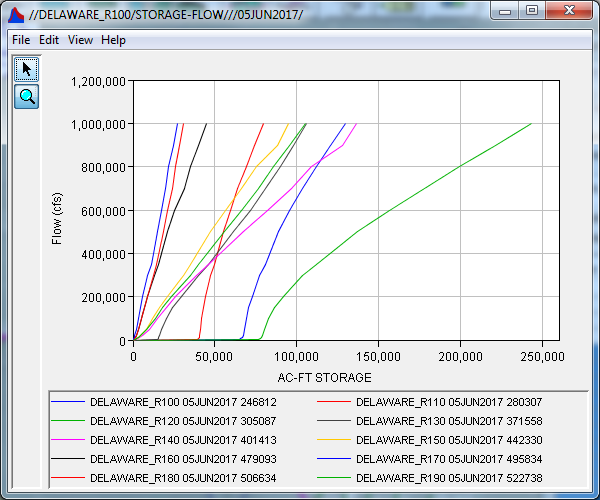 //DELAWARE_R100/STORAGE-FLOW///05JUN2017/
File Edit View Help
1,200,000
1,000,000
800,000
600,000
400,000
200,000
0
Flow (cfs)
0 50,000 100,000 150,000 200,000 250,000
AC-FT STORAGE
DELAWARE_R100 05JUN2017 246812 DELAWARE_R110 05JUN2017 280307
DELAWARE_R120 05JUN2017 305087 DELAWARE_R130 05JUN2017 371558
DELAWARE_R140 05JUN2017 401413 DELAWARE_R150 05JUN2017 442330
DELAWARE_R160 05JUN2017 479093 DELAWARE_R170 05JUN2017 495834
DELAWARE_R180 05JUN2017 506634 DELAWARE_R190 05JUN2017 522738